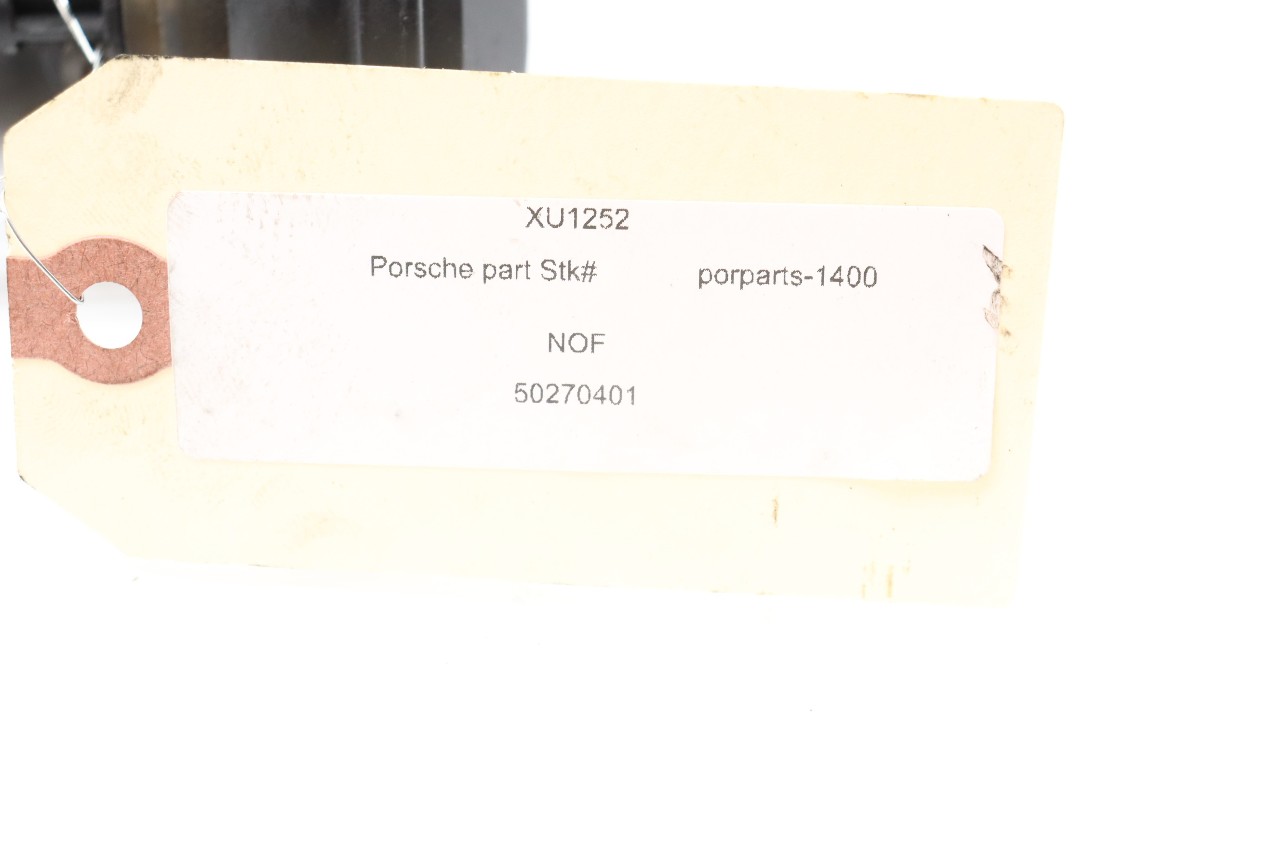 XU1252
Porsche part Stk# porparts-1400
NOF
50270401